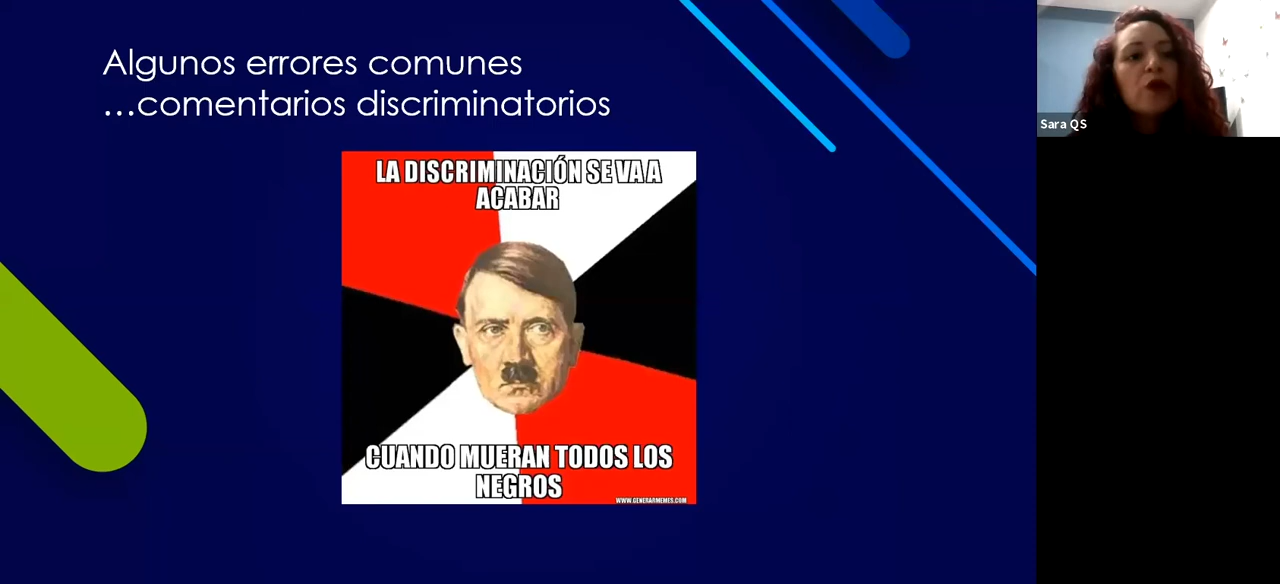 Algunos errores comunes
...comentarios discriminatorios
LA DISCRIMINACIÓN SE VA A
ACABAR
CUANDO MUERAN TODOS LOS
NEGROS
WWW.GENERARMEMES.COM
Sara QS